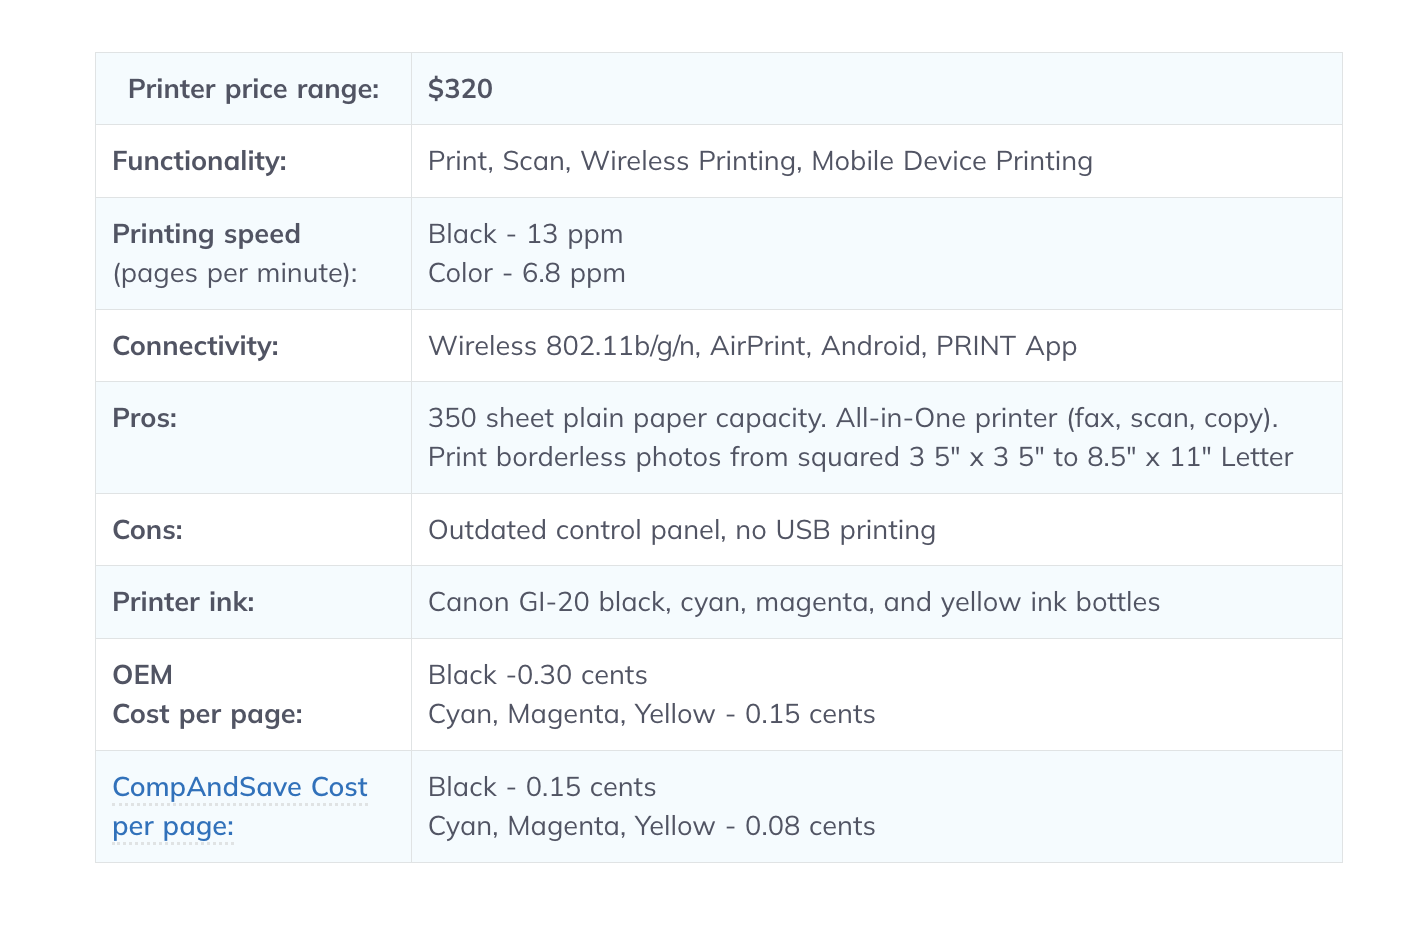 Printer price range: $320
Functionality: Print, Scan, Wireless Printing, Mobile Device Printing
Printing speed
(pages per minute):
Black - 13 ppm
Color - 6.8 ppm
Connectivity: Wireless 802.11b/g/n, AirPrint, Android, PRINT App
Pros:
350 sheet plain paper capacity. All-in-One printer (fax, scan, copy).
Print borderless photos from squared 3 5" x 3 5" to 8.5" x 11" Letter
Cons: Outdated control panel, no USB printing
Printer ink: Canon GI-20 black, cyan, magenta, and yellow ink bottles
OEM
Cost per page:
Black -0.30 cents
Cyan, Magenta, Yellow - 0.15 cents
CompAndSave Cost
per page:
Black - 0.15 cents
Cyan, Magenta, Yellow - 0.08 cents